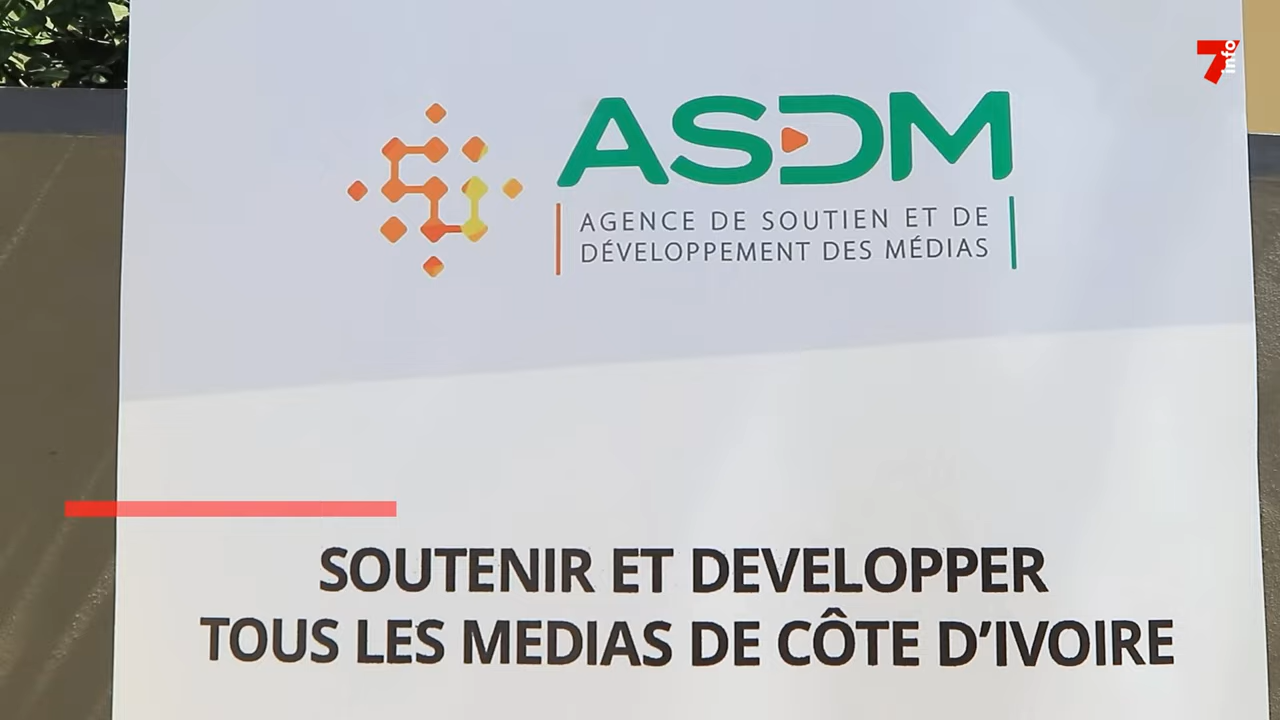 7info
ASDM
AGENCE DE SOUTIEN ET DE
DÉVELOPPEMENT DES MÉDIAS
SOUTENIR ET DEVELOPPER
TOUS LES MEDIAS DE CÔTE D'IVOIRE